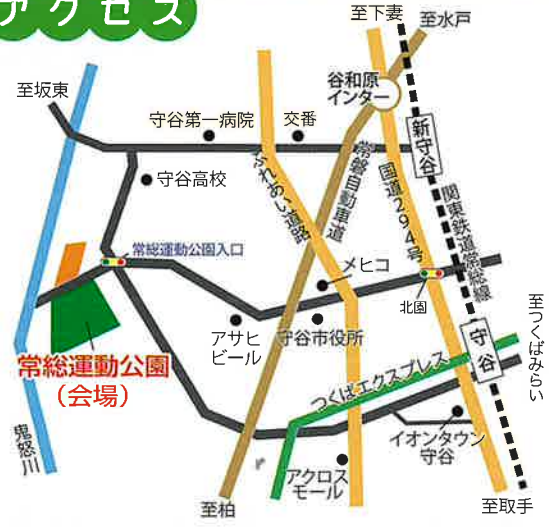 アクセス
至下妻
至水戸
谷和原
インター
至坂東
守谷第一病院
交番
新守谷
守谷高校
ふれあい道路
常磐自動車道
国道294号
関東鉄道常総線
常総運動公園入口
メヒコ
北園
アサヒ
ビール
守谷市役所
至つくばみらい
守谷
常総運動公園
(会場)
つくばエクスプレス
鬼怒川
イオンタウン
守谷
アクロス
モール
至柏
至取手